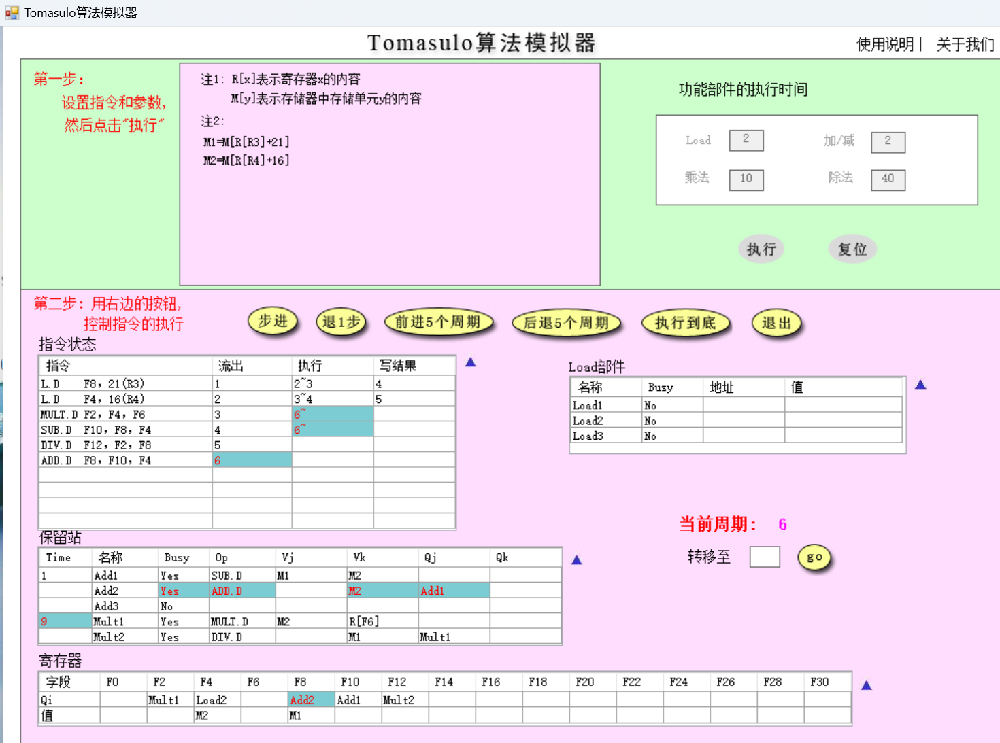 Tomasulo算法模拟器
Tomasulo算法模拟器
使用说明 | 关于我们
第一步：
设置指令和参数，
然后点击"执行"
注1: R[x]表示寄存器x的内容
M[y]表示存储器中存储单元y的内容
注2:
M1=M[R[R3]+21]
M2=M[R[R4]+16]
功能部件的执行时间
Load 2 加/减 2
乘法 10 除法 40
执行 复位
第二步：用右边的按钮，
控制指令的执行
步进 退1步 前进5个周期 后退5个周期 执行到底 退出
指令状态
指令 流出 执行 写结果
L.D F8, 21(R3) 1 2~3 4
L.D F4, 16(R4) 2 3~4 5
MULT.D F2, F4, F6 3 6~
SUB.D F10, F8, F4 4 6~
DIV.D F12, F2, F8 5
ADD.D F8, F10, F4 6
Load部件
名称 Busy 地址 值
Load1 No
Load2 No
Load3 No
当前周期： 6
转移至 go
保留站
Time 名称 Busy Op Vj Vk Qj Qk
1 Add1 Yes SUB.D M1 M2
Add2 Yes ADD.D M2 Add1
Add3 No
9 Mult1 Yes MULT.D M2 R[F6]
Mult2 Yes DIV.D M1 Mult1
寄存器
字段 F0 F2 F4 F6 F8 F10 F12 F14 F16 F18 F20 F22 F24 F26 F28 F30
Qi Mult1 Load2 Add2 Add1 Mult2
值 M2 M1